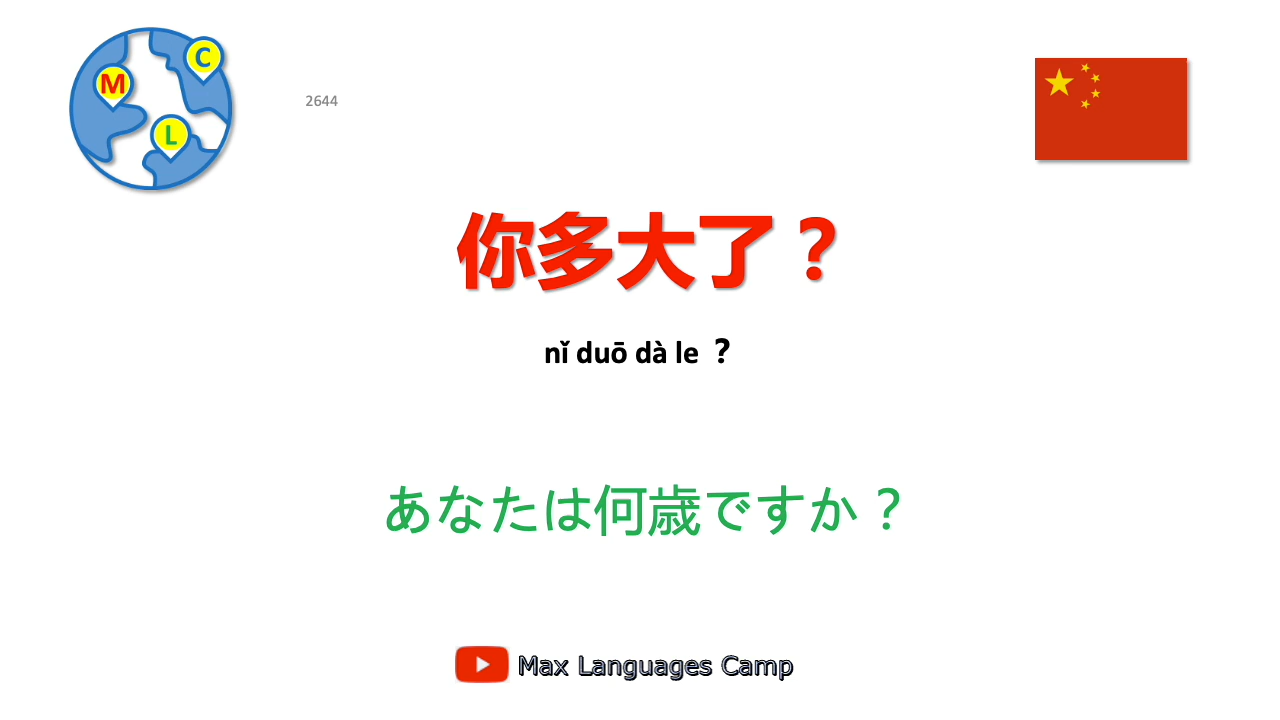 M
C
L
2644
你多大了？
nǐ duō dà le ？
あなたは何歳ですか？
Max Languages Camp